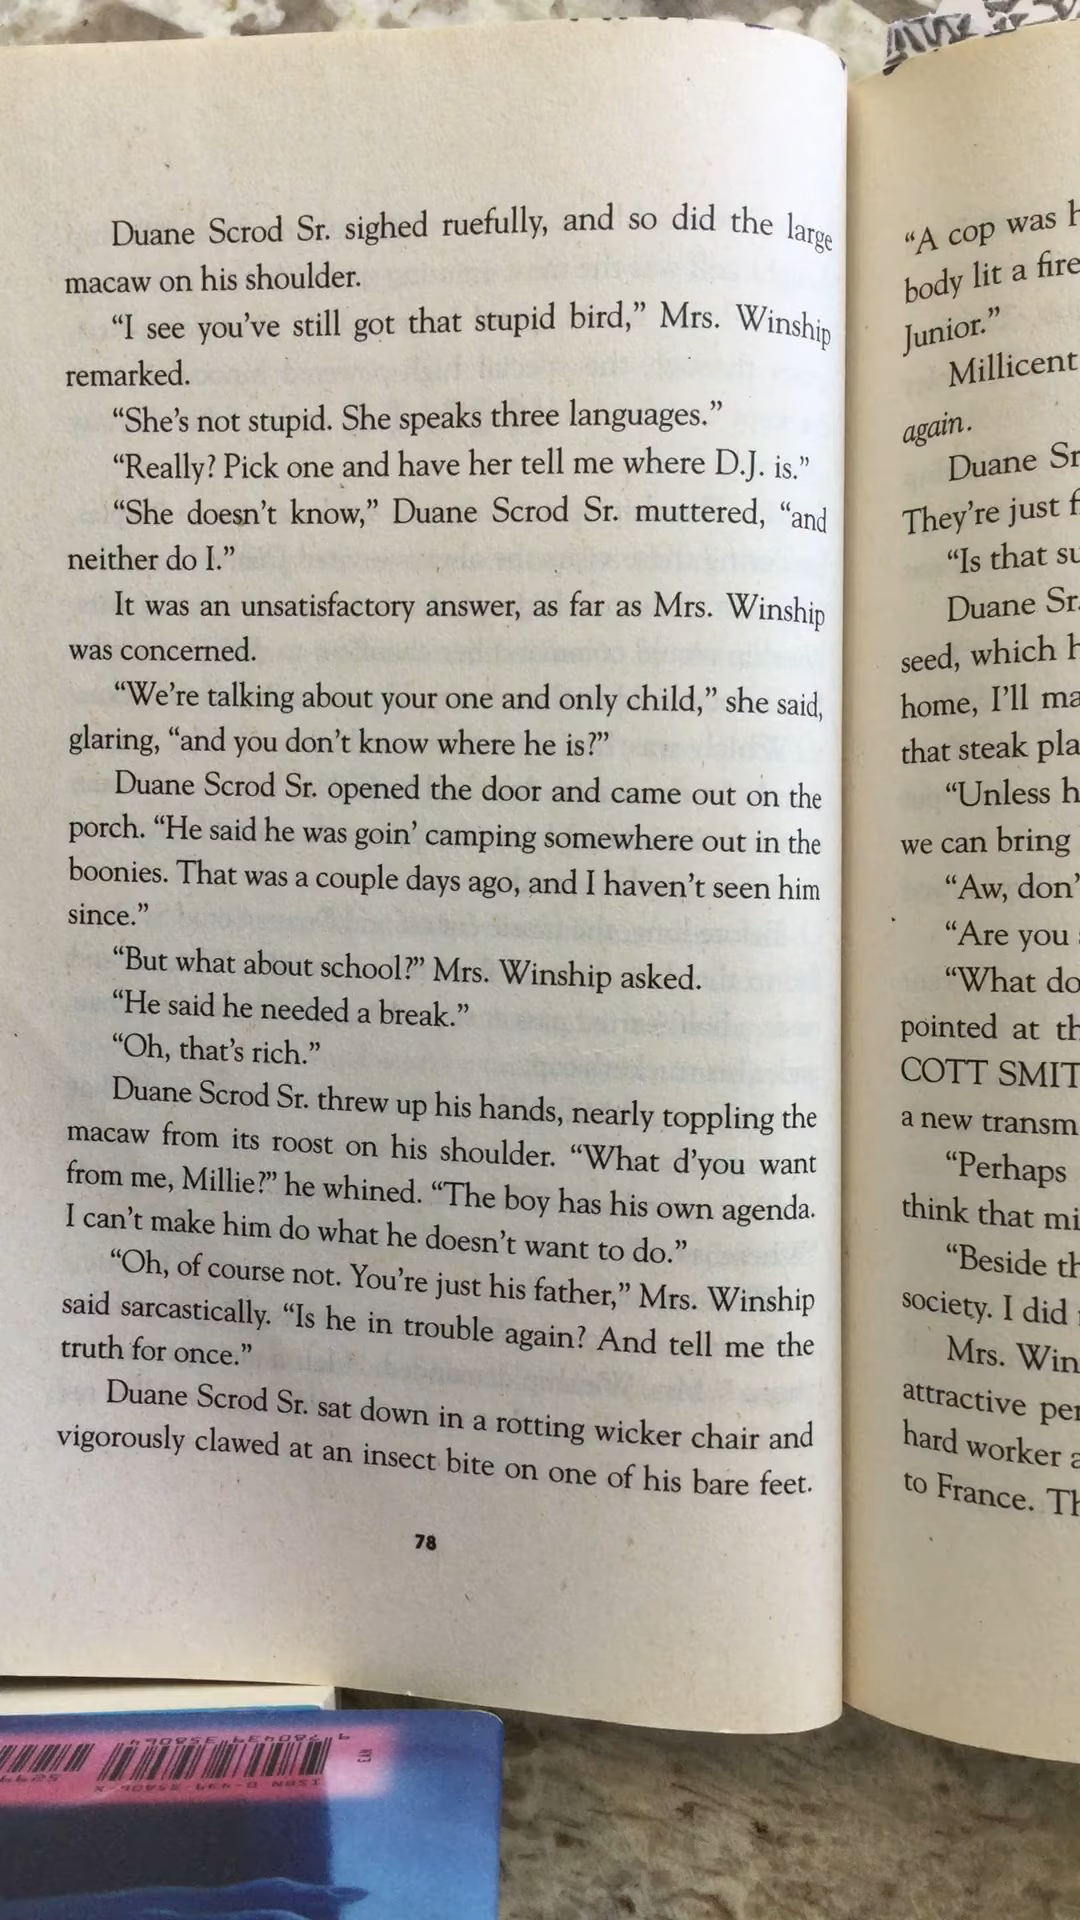 Duane Scrod Sr. sighed ruefully, and so did the large
macaw on his shoulder.
“I see you’ve still got that stupid bird,” Mrs. Winship
remarked.
“She’s not stupid. She speaks three languages.”
“Really? Pick one and have her tell me where D.J. is.”
“She doesn’t know,” Duane Scrod Sr. muttered, “and
neither do I.”
It was an unsatisfactory answer, as far as Mrs. Winship
was concerned.
“We’re talking about your one and only child,” she said,
glaring, “and you don’t know where he is?”
Duane Scrod Sr. opened the door and came out on the
porch. “He said he was goin’ camping somewhere out in the
boonies. That was a couple days ago, and I haven’t seen him
since.”
“But what about school?” Mrs. Winship asked.
“He said he needed a break.”
“Oh, that’s rich.”
Duane Scrod Sr. threw up his hands, nearly toppling the
macaw from its roost on his shoulder. “What d’you want
from me, Millie?” he whined. “The boy has his own agenda.
I can’t make him do what he doesn’t want to do.”
“Oh, of course not. You’re just his father,” Mrs. Winship
said sarcastically. “Is he in trouble again? And tell me the
truth for once.”
Duane Scrod Sr. sat down in a rotting wicker chair and
vigorously clawed at an insect bite on one of his bare feet.
78
“A cop was
body lit a fire
Junior.”
Millicent
again.
Duane Sr
They’re just
“Is that
Duane Sr.
seed, which
home, I’ll
that steak
“Unless
we can bring
“Aw,
“Are you
“What
pointed at
COTT
a new
“Perhaps
think that
“Beside
society. I did
Mrs.
attractive
hard worker
to France.
EAN